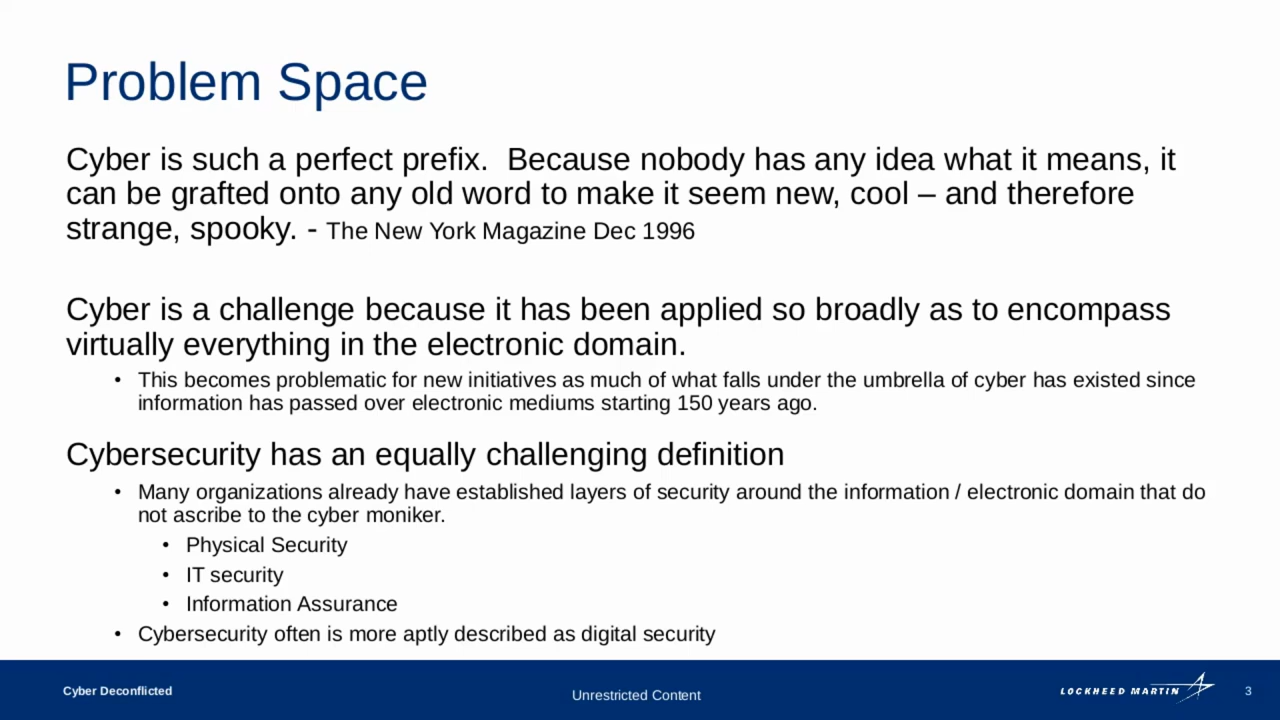 Problem Space
Cyber is such a perfect prefix.  Because nobody has any idea what it means, it
can be grafted onto any old word to make it seem new, cool – and therefore
strange, spooky. - The New York Magazine Dec 1996
Cyber is a challenge because it has been applied so broadly as to encompass
virtually everything in the electronic domain.
• This becomes problematic for new initiatives as much of what falls under the umbrella of cyber has existed since
information has passed over electronic mediums starting 150 years ago.
Cybersecurity has an equally challenging definition
• Many organizations already have established layers of security around the information / electronic domain that do
not ascribe to the cyber moniker.
• Physical Security
• IT security
• Information Assurance
• Cybersecurity often is more aptly described as digital security
Cyber Deconflicted
Unrestricted Content
LOCKHEED MARTIN
3